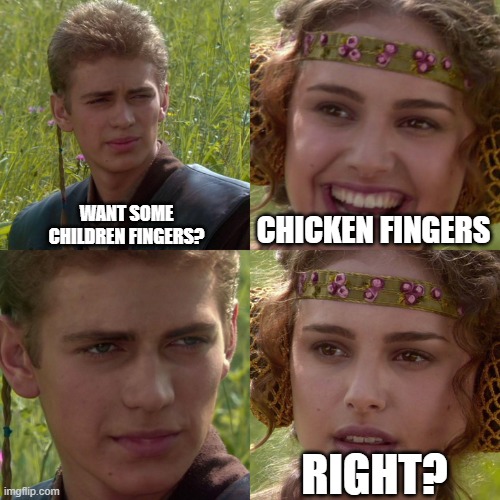 WANT SOME
CHILDREN FINGERS?
CHICKEN FINGERS
RIGHT?
imgflip.com